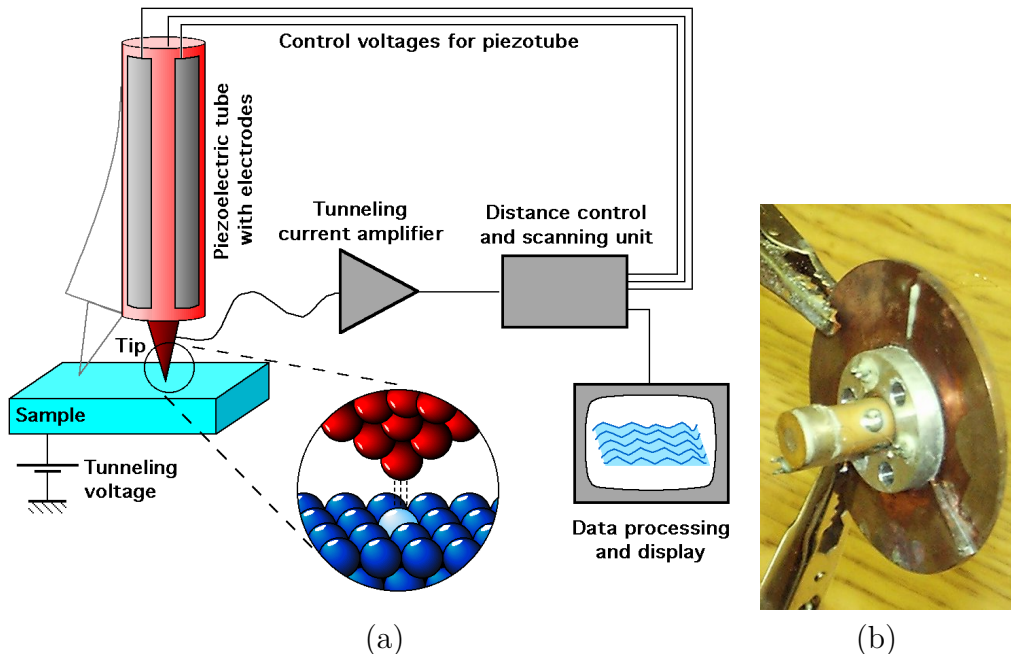 Control voltages for piezotube
Piezoelectric tube
with electrodes
Tunneling
current amplifier
Distance control
and scanning unit
Tip
Sample
Tunneling
voltage
Data processing
and display
(a)
(b)